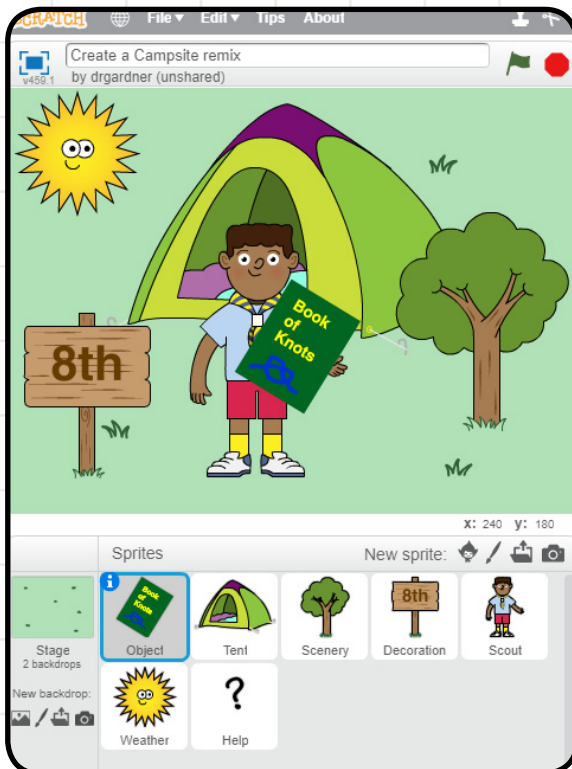 SCRATCH File Edit Tips About
Create a Campsite remix
v459.1 by drgardner (unshared)
Book
of
Knots
8th
x: 240 y: 180
Sprites New sprite:
Book
of
Knots
8th
Stage
2 backdrops
Object Tent Scenery Decoration Scout
New backdrop:
?
Weather Help